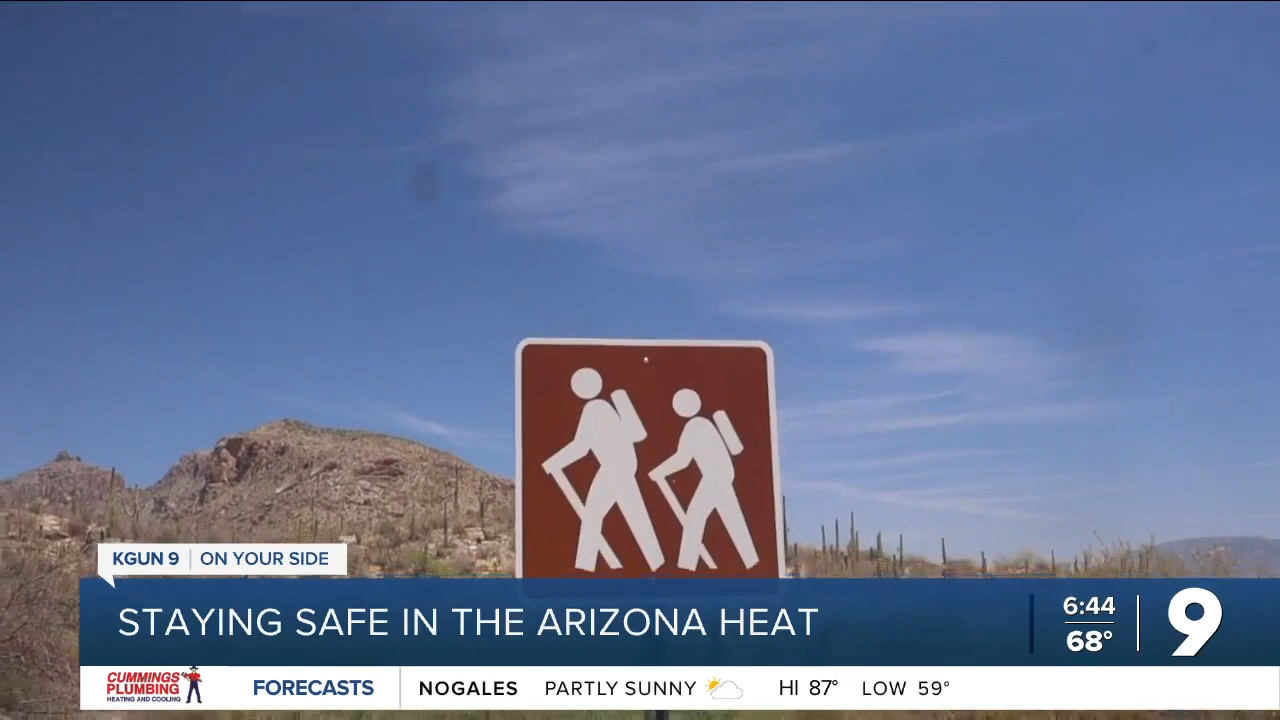 KGUN 9 | ON YOUR SIDE
STAYING SAFE IN THE ARIZONA HEAT
6:44
68°
9
CUMMINGS
PLUMBING
HEATING AND COOLING
FORECASTS
NOGALES PARTLY SUNNY HI 87° LOW 59°